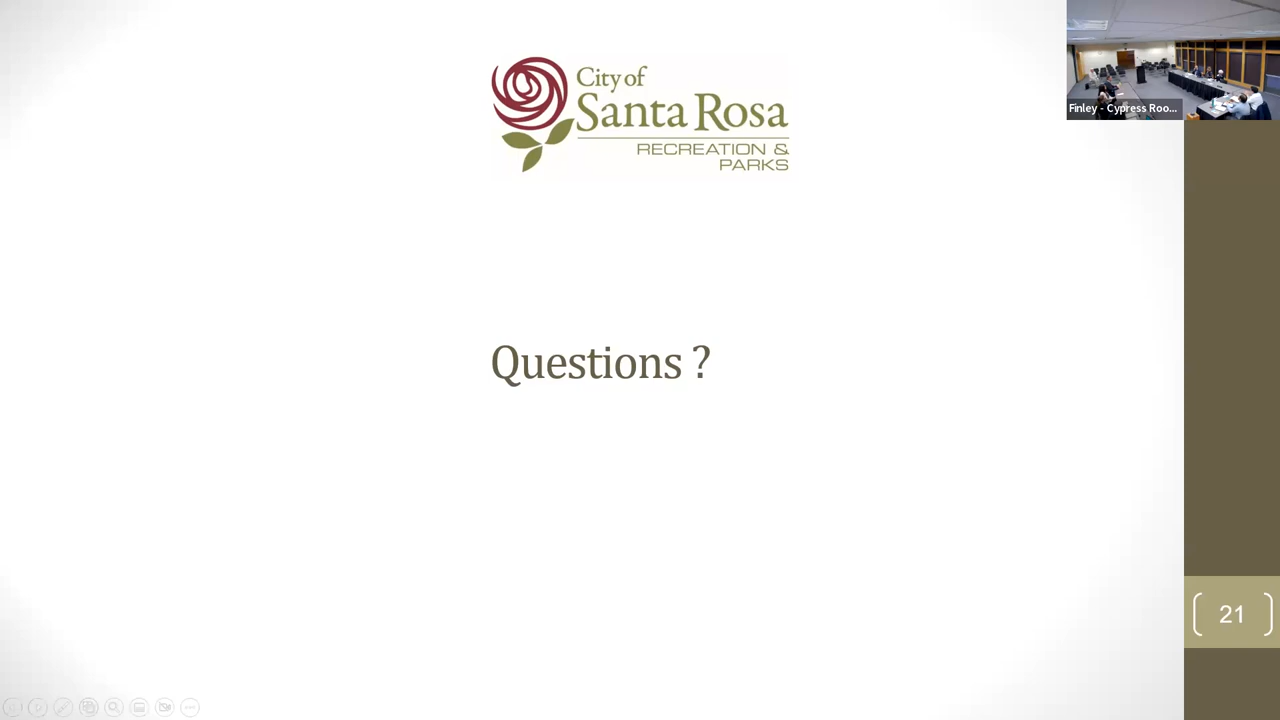 City of
Santa Rosa
RECREATION &
PARKS
Finley - Cypress Roo...
Questions ?
21